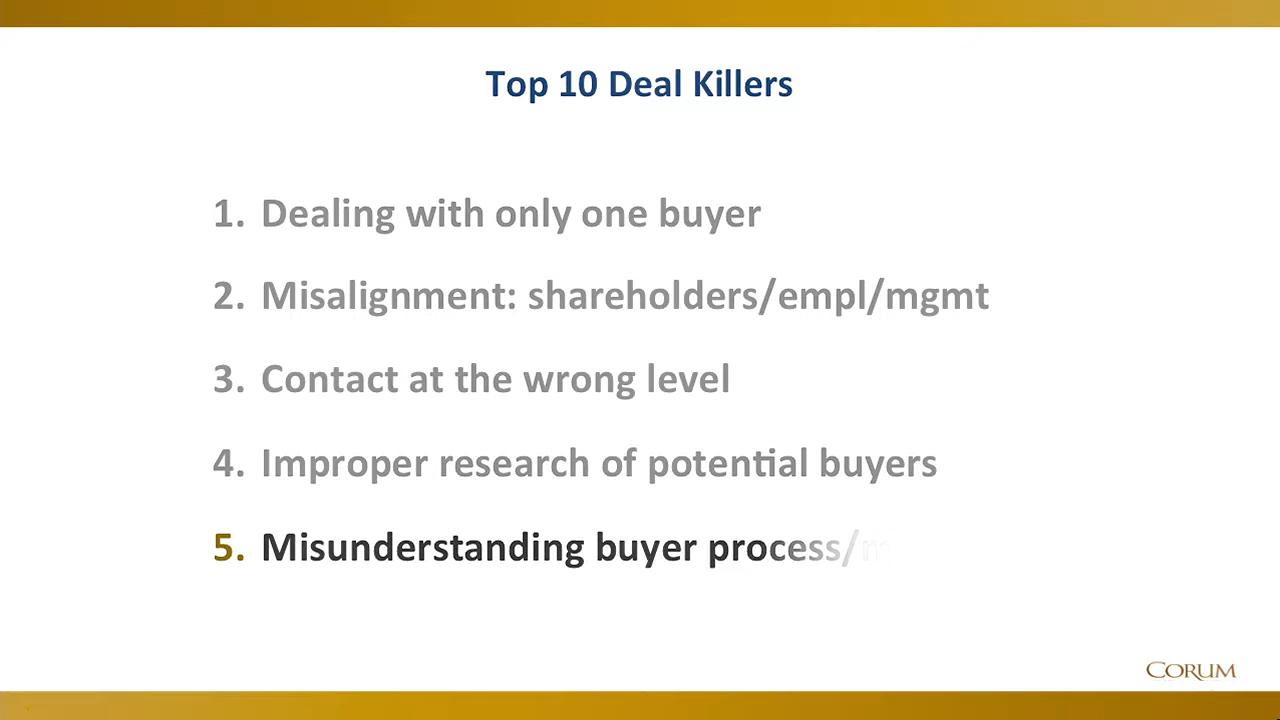 Top 10 Deal Killers
1. Dealing with only one buyer
2. Misalignment: shareholders/empl/mgmt
3. Contact at the wrong level
4. Improper research of potential buyers
5. Misunderstanding buyer process/m
CORUM